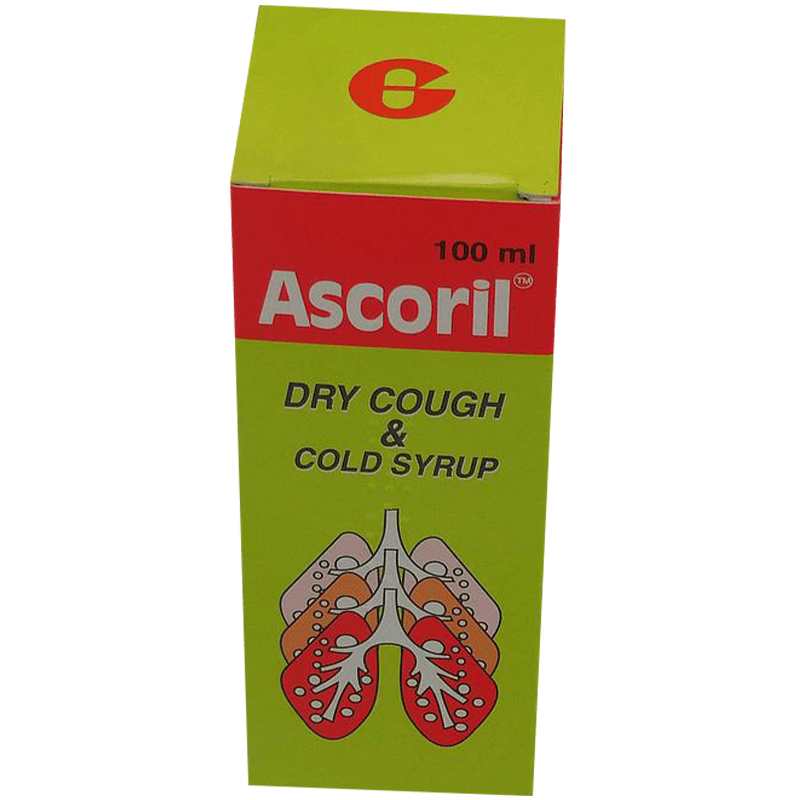 100 ml
Ascoril™
DRY COUGH
&
COLD SYRUP